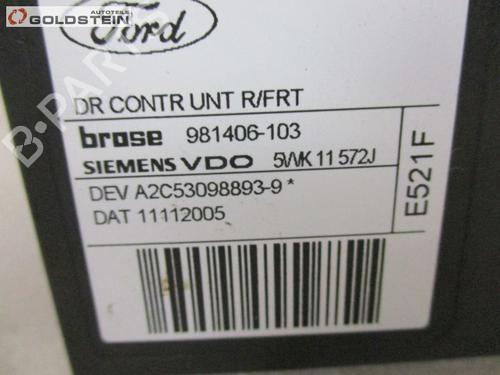 AUTOTEILE
GOLDSTEIN
Ford
DR CONTR UNT R/FRT
brose 981406-103
SIEMENS VDO 5WK 11 572J
DEV A2C53098893-9 *
DAT 11112005
E521F